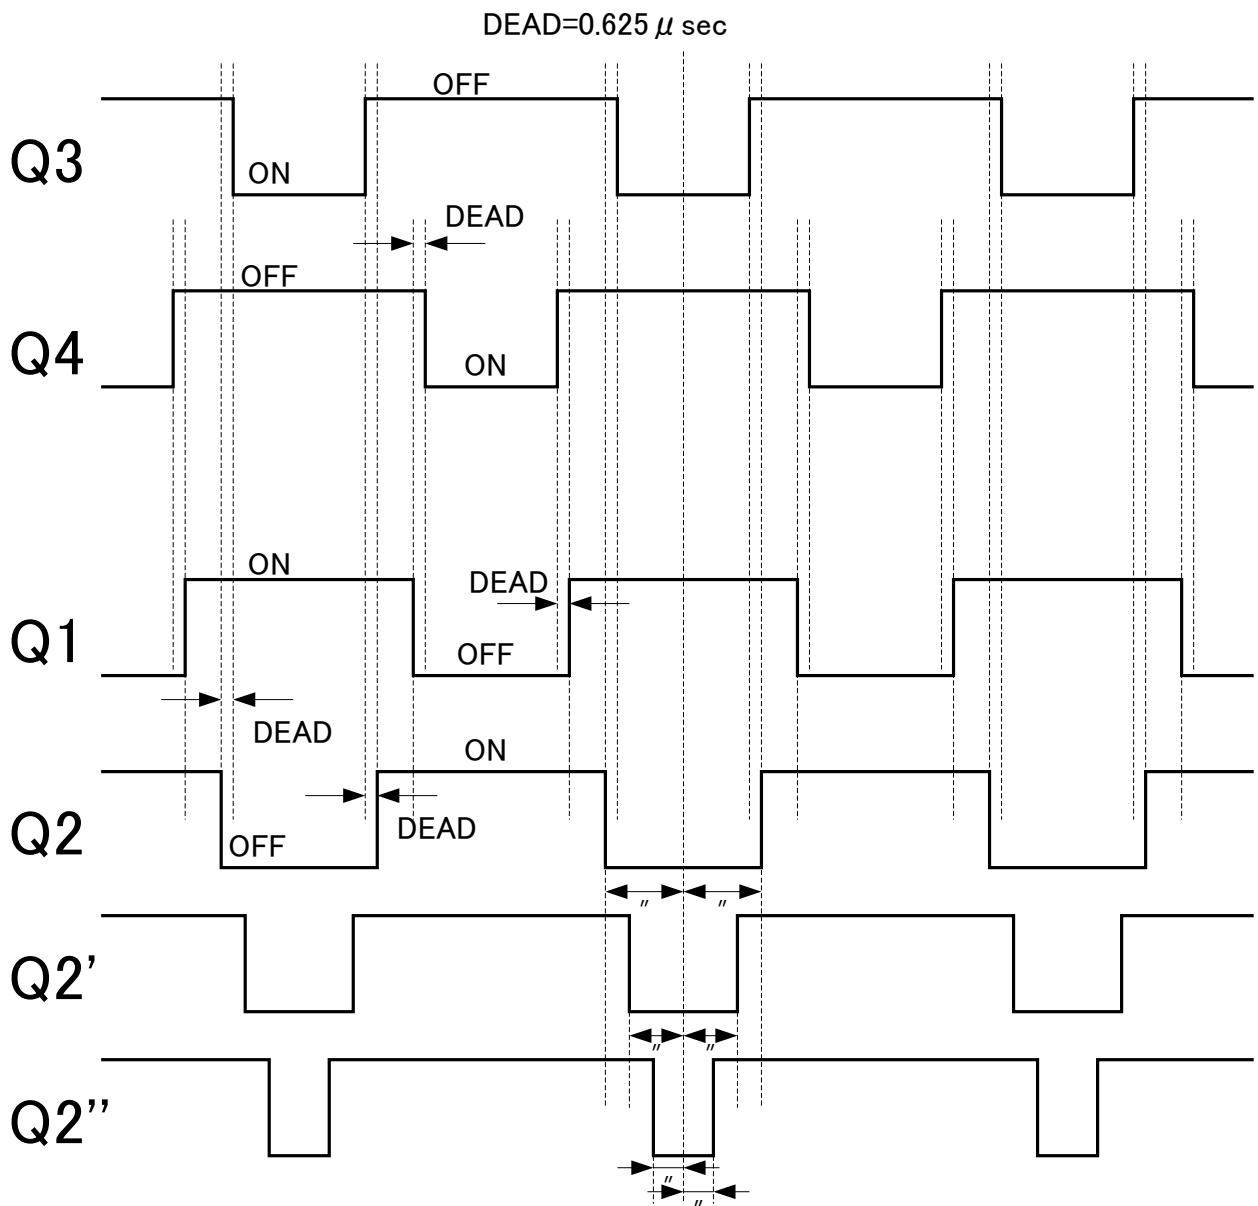 DEAD=0.625 μ sec
OFF
Q3
ON
DEAD
OFF
Q4
ON
ON
DEAD
Q1
OFF
DEAD
ON
Q2
OFF
DEAD
〃 〃
Q2'
〃 〃
Q2''
〃
〃